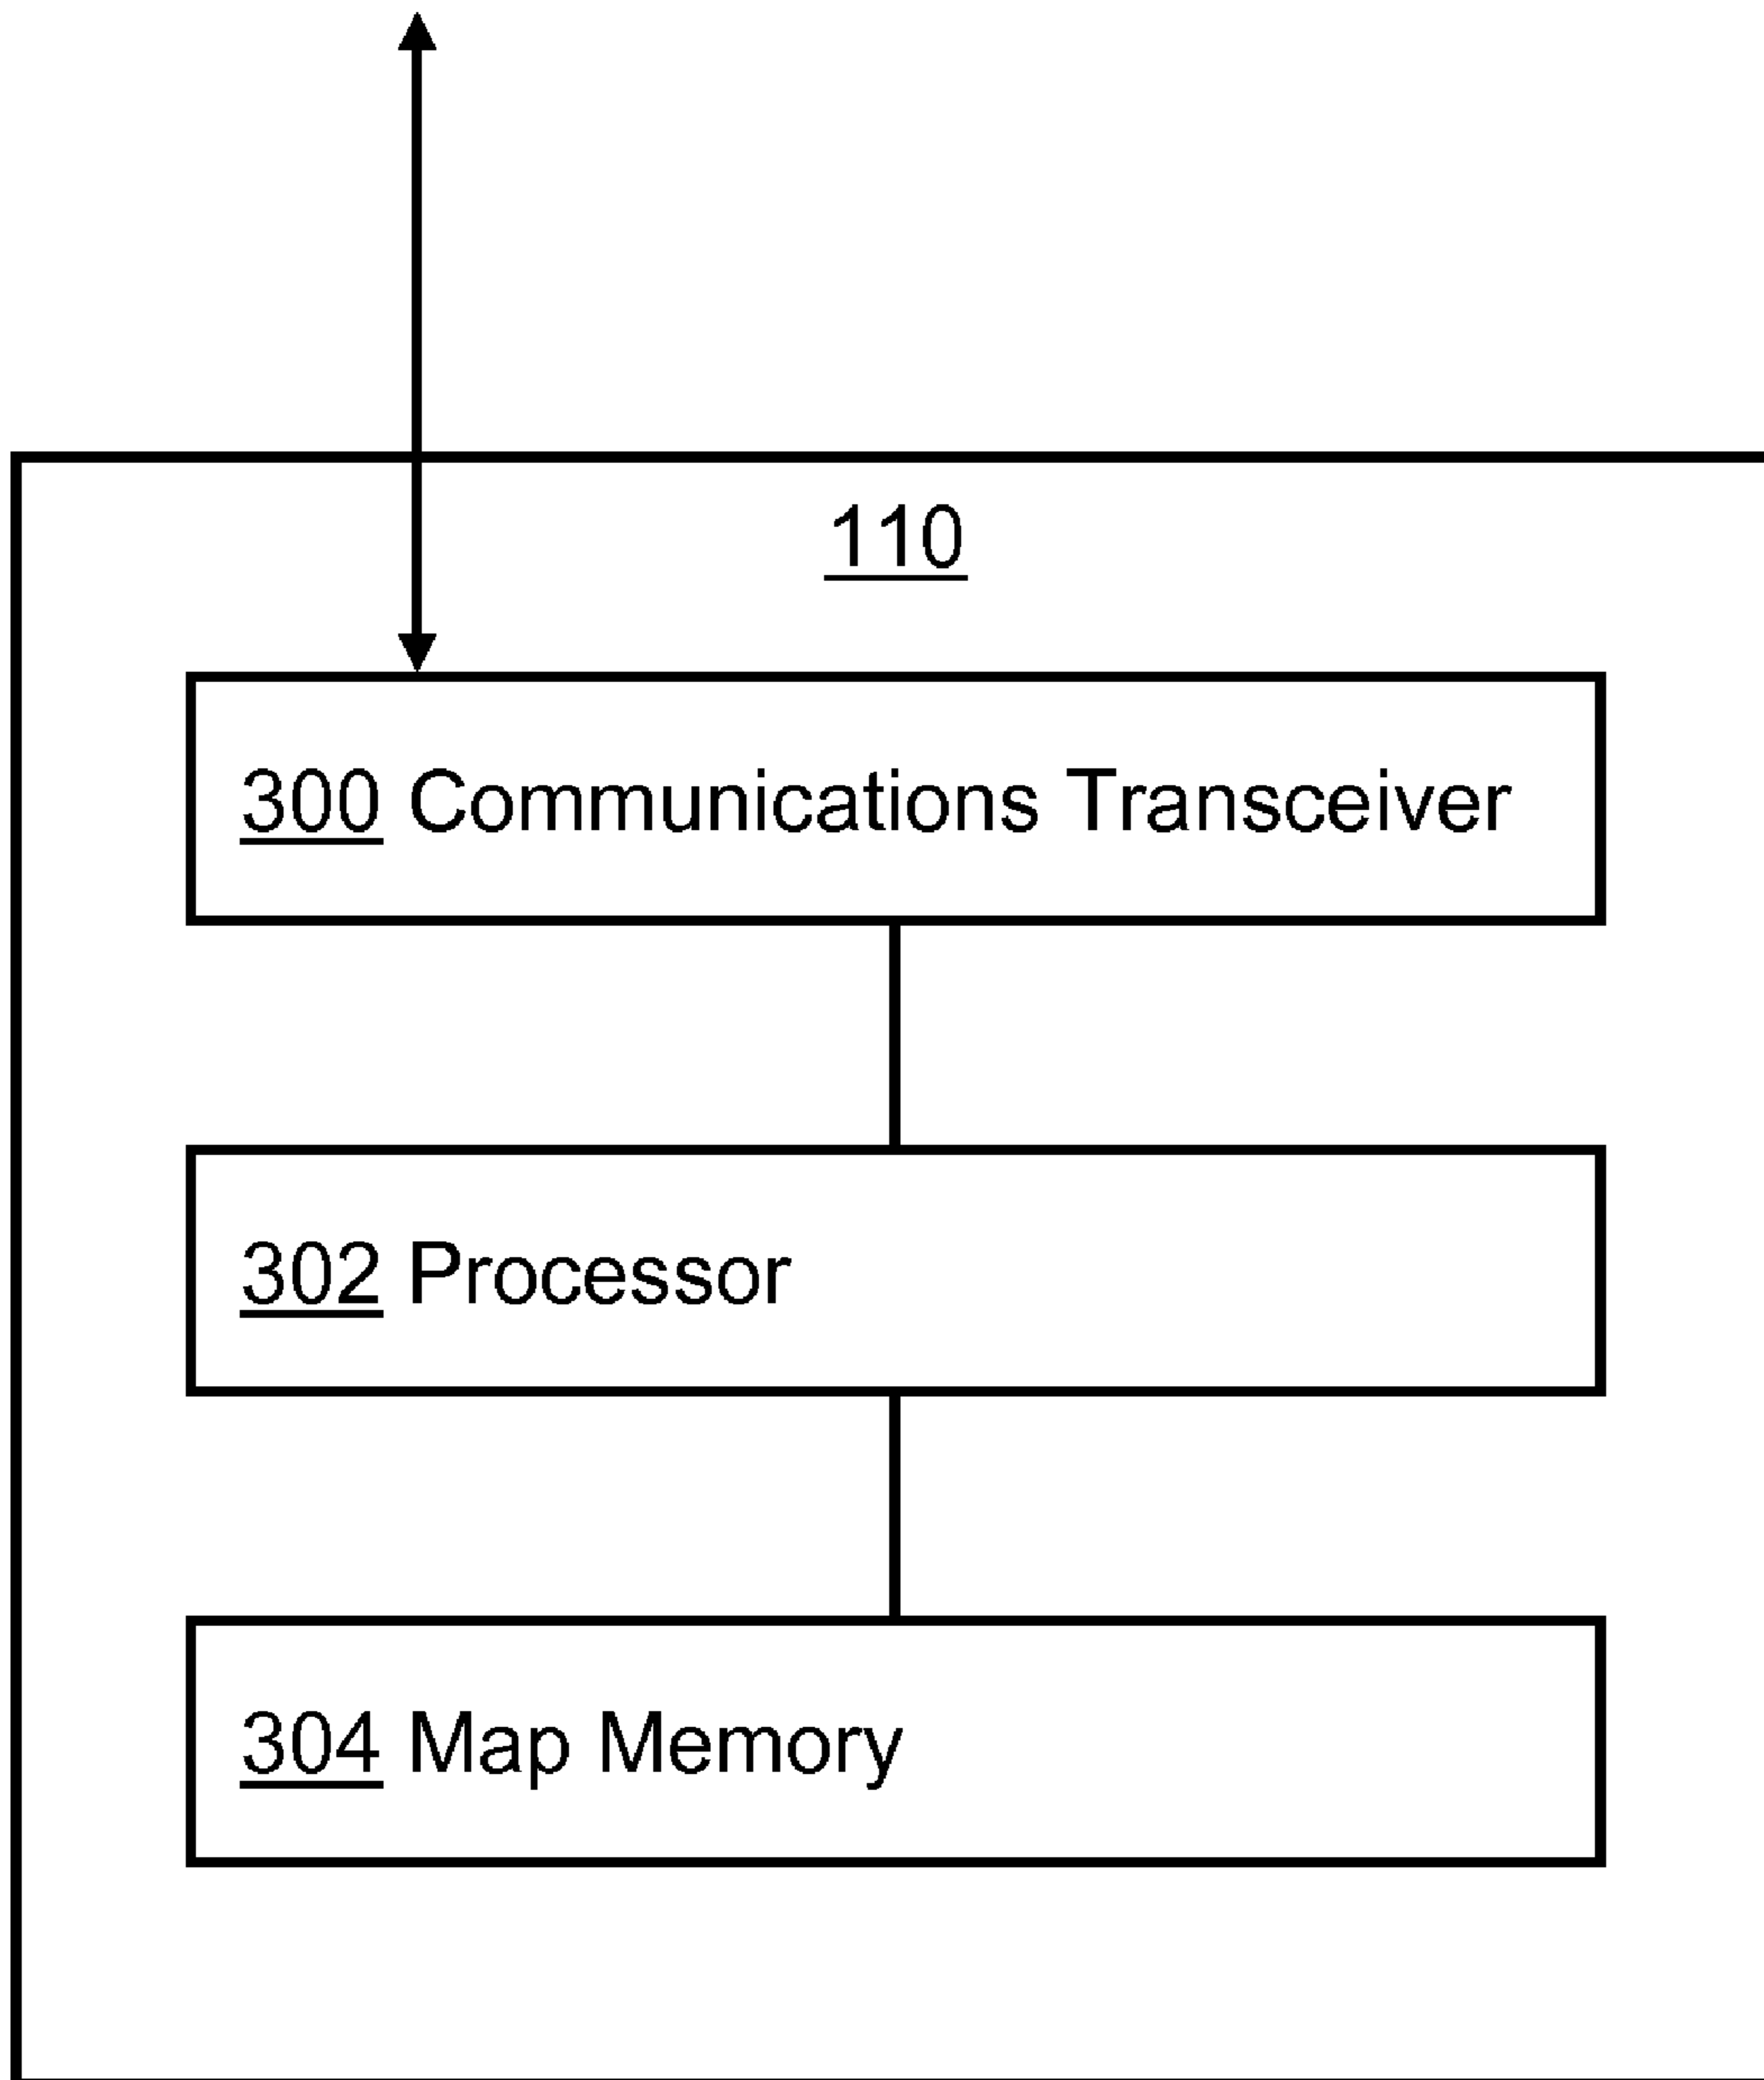 110
300 Communications Transceiver
302 Processor
304 Map Memory